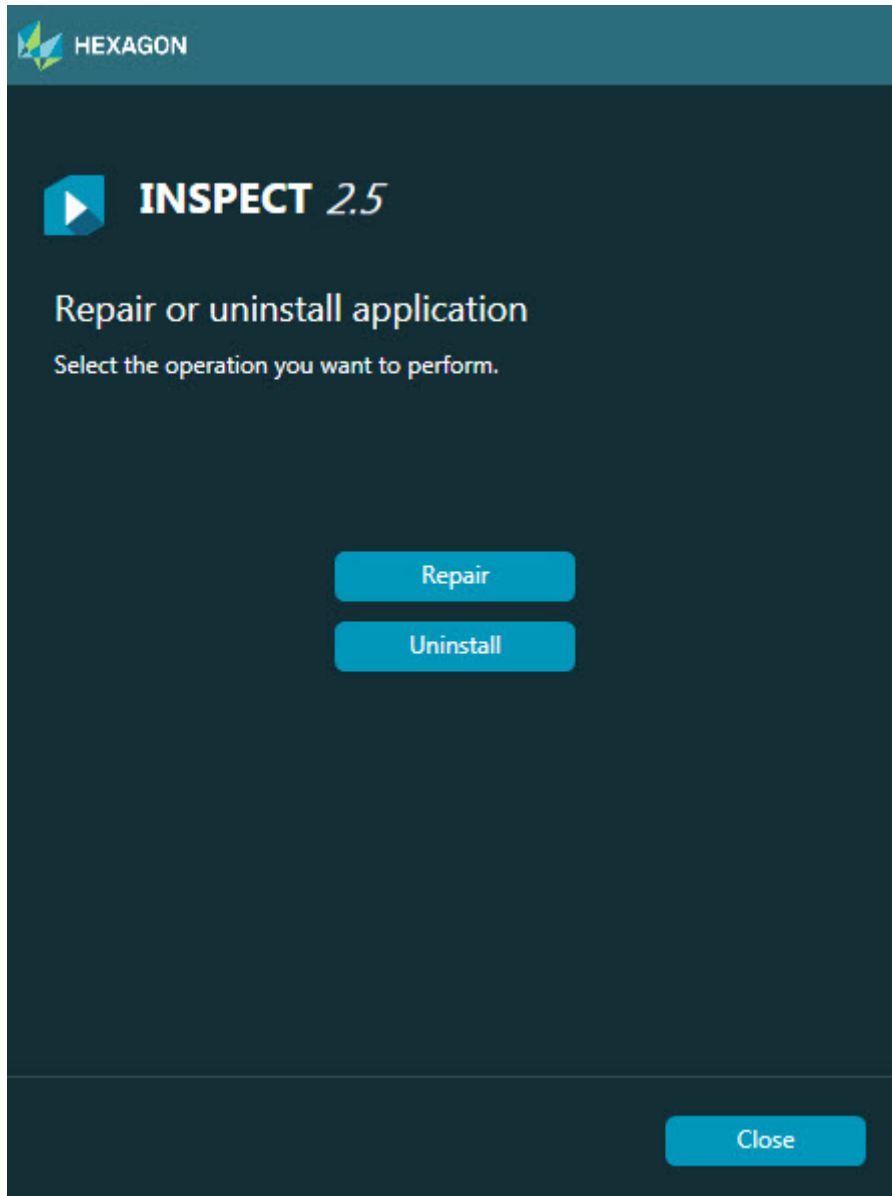 HEXAGON
INSPECT 2.5
Repair or uninstall application
Select the operation you want to perform.
Repair
Uninstall
Close